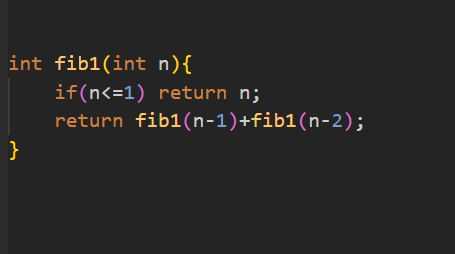 int fib1(int n){
    if(n<=1) return n;
    return fib1(n-1)+fib1(n-2);
}